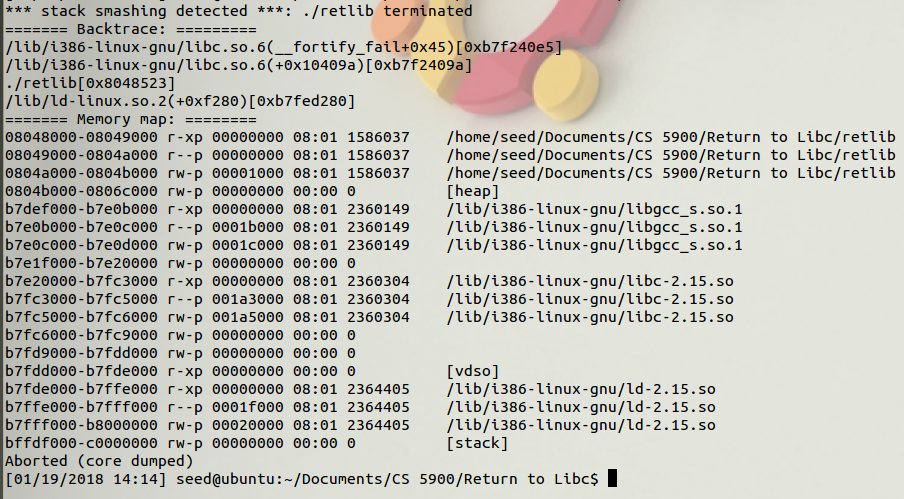 *** stack smashing detected ***: ./retlib terminated
======= Backtrace: =========
/lib/i386-linux-gnu/libc.so.6(__fortify_fail+0x45)[0xb7f240e5]
/lib/i386-linux-gnu/libc.so.6(+0x10409a)[0xb7f2409a]
./retlib[0x8048523]
/lib/ld-linux.so.2(+0xf280)[0xb7fed280]
======= Memory map: ========
08048000-08049000 r-xp 00000000 08:01 1586037    /home/seed/Documents/CS 5900/Return to Libc/retlib
08049000-0804a000 r--p 00000000 08:01 1586037    /home/seed/Documents/CS 5900/Return to Libc/retlib
0804a000-0804b000 rw-p 00001000 08:01 1586037    /home/seed/Documents/CS 5900/Return to Libc/retlib
0804b000-0806c000 rw-p 00000000 00:00 0          [heap]
b7def000-b7e0b000 r-xp 00000000 08:01 2360149    /lib/i386-linux-gnu/libgcc_s.so.1
b7e0b000-b7e0c000 r--p 0001b000 08:01 2360149    /lib/i386-linux-gnu/libgcc_s.so.1
b7e0c000-b7e0d000 rw-p 0001c000 08:01 2360149    /lib/i386-linux-gnu/libgcc_s.so.1
b7e1f000-b7e20000 rw-p 00000000 00:00 0
b7e20000-b7fc3000 r-xp 00000000 08:01 2360304    /lib/i386-linux-gnu/libc-2.15.so
b7fc3000-b7fc5000 r--p 001a3000 08:01 2360304    /lib/i386-linux-gnu/libc-2.15.so
b7fc5000-b7fc6000 rw-p 001a5000 08:01 2360304    /lib/i386-linux-gnu/libc-2.15.so
b7fc6000-b7fc9000 rw-p 00000000 00:00 0
b7fd9000-b7fdd000 rw-p 00000000 00:00 0
b7fdd000-b7fde000 r-xp 00000000 00:00 0          [vdso]
b7fde000-b7ffe000 r-xp 00000000 08:01 2364405    /lib/i386-linux-gnu/ld-2.15.so
b7ffe000-b7fff000 r--p 0001f000 08:01 2364405    /lib/i386-linux-gnu/ld-2.15.so
b7fff000-b8000000 rw-p 00020000 08:01 2364405    /lib/i386-linux-gnu/ld-2.15.so
bffdf000-c0000000 rw-p 00000000 00:00 0          [stack]
Aborted (core dumped)
[01/19/2018 14:14] seed@ubuntu:~/Documents/CS 5900/Return to Libc$